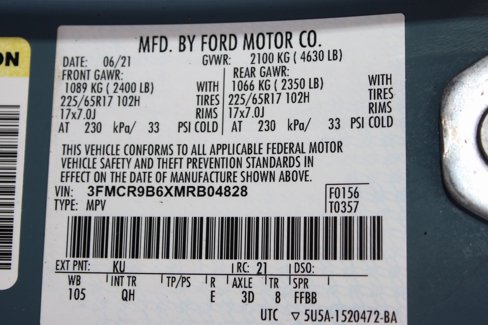 ON
MFD. BY FORD MOTOR CO.
DATE: 06/21 GVWR: 2100 KG ( 4630 LB)
FRONT GAWR: REAR GAWR:
1089 KG ( 2400 LB) WITH 1066 KG ( 2350 LB) WITH
225/65R17 102H TIRES 225/65R17 102H TIRES
17x7.0J RIMS 17x7.0J RIMS
AT 230 kPa/ 33 PSI COLD AT 230 kPa/ 33 PSI COLD
THIS VEHICLE CONFORMS TO ALL APPLICABLE FEDERAL MOTOR
VEHICLE SAFETY AND THEFT PREVENTION STANDARDS IN
EFFECT ON THE DATE OF MANUFACTURE SHOWN ABOVE.
VIN: 3FMCR9B6XMRB04828 F0156
TYPE: MPV T0357
EXT PNT: KU RC: 21 DSO:
WB INT TR TP/PS R AXLE TR SPR
105 QH E 3D 8 FFBB
UTC ▽ 5U5A-1520472-BA